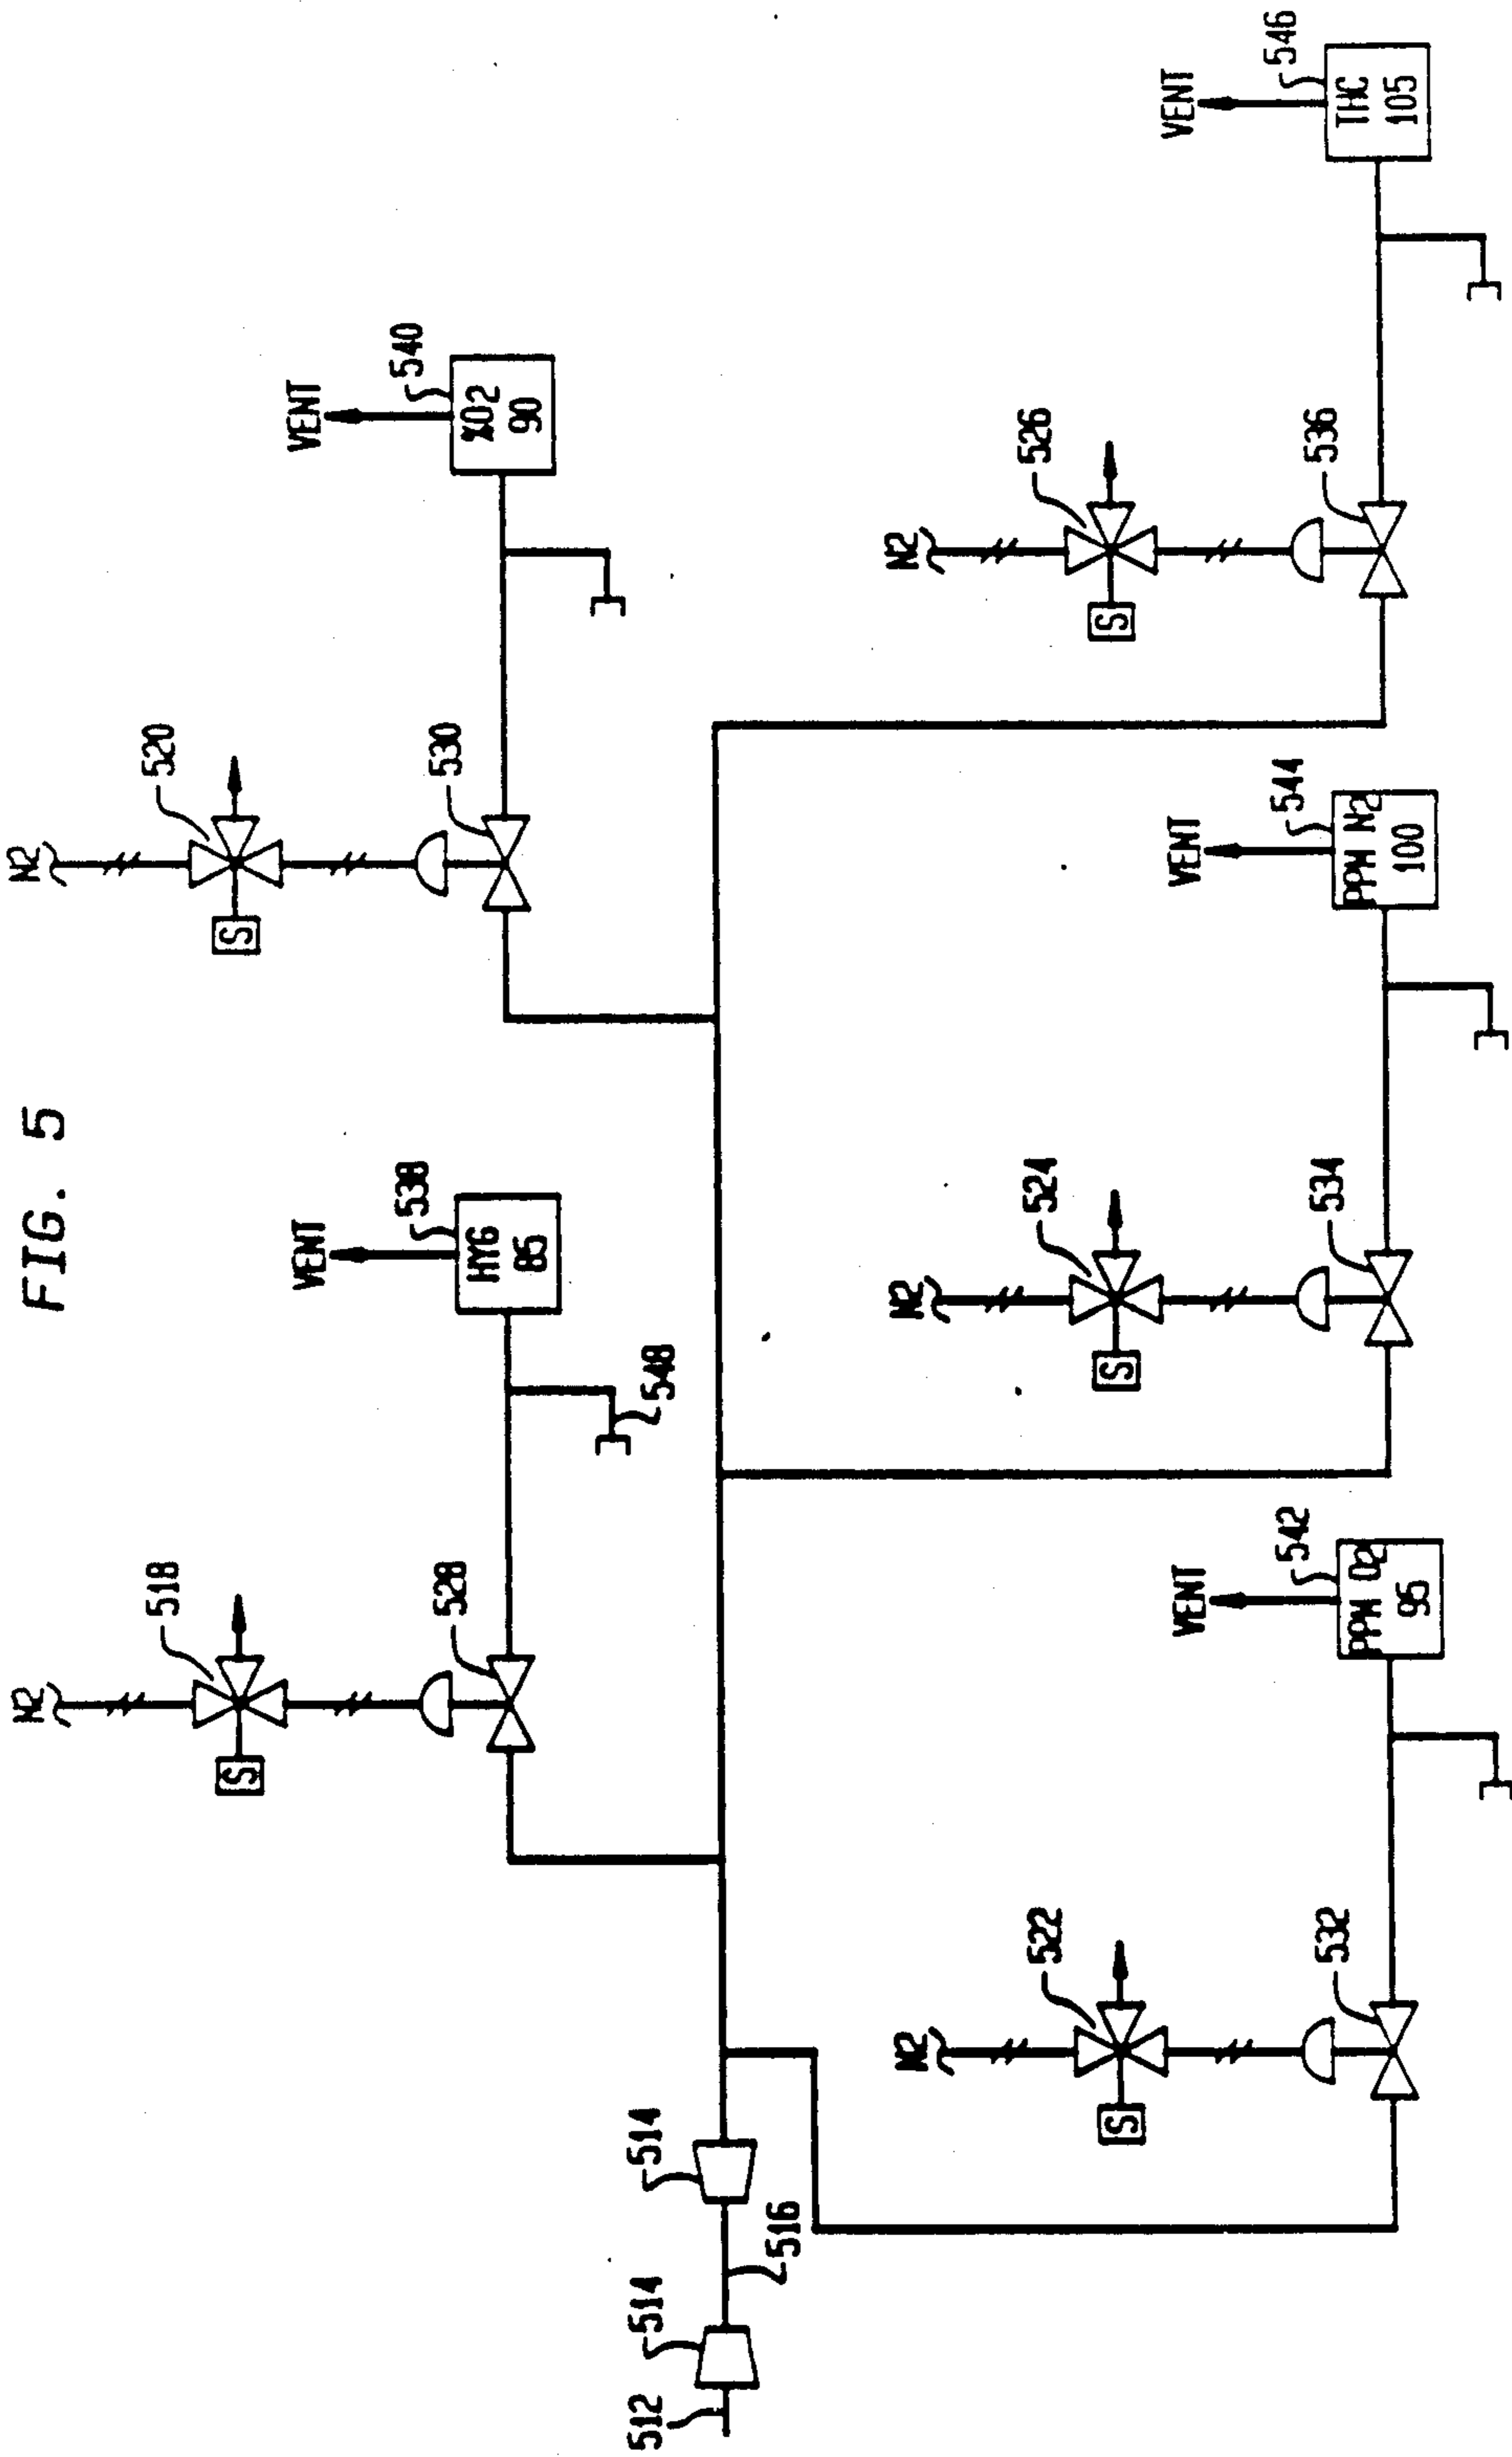 FIG. 5
N2
518
S
528
VENT
538
HYG
85
548
N2
520
S
530
VENT
540
%O2
90
512
514
516
514
N2
522
S
532
VENT
542
PPM O2
95
N2
524
S
534
VENT
544
PPM N2
100
N2
526
S
536
VENT
546
THC
105